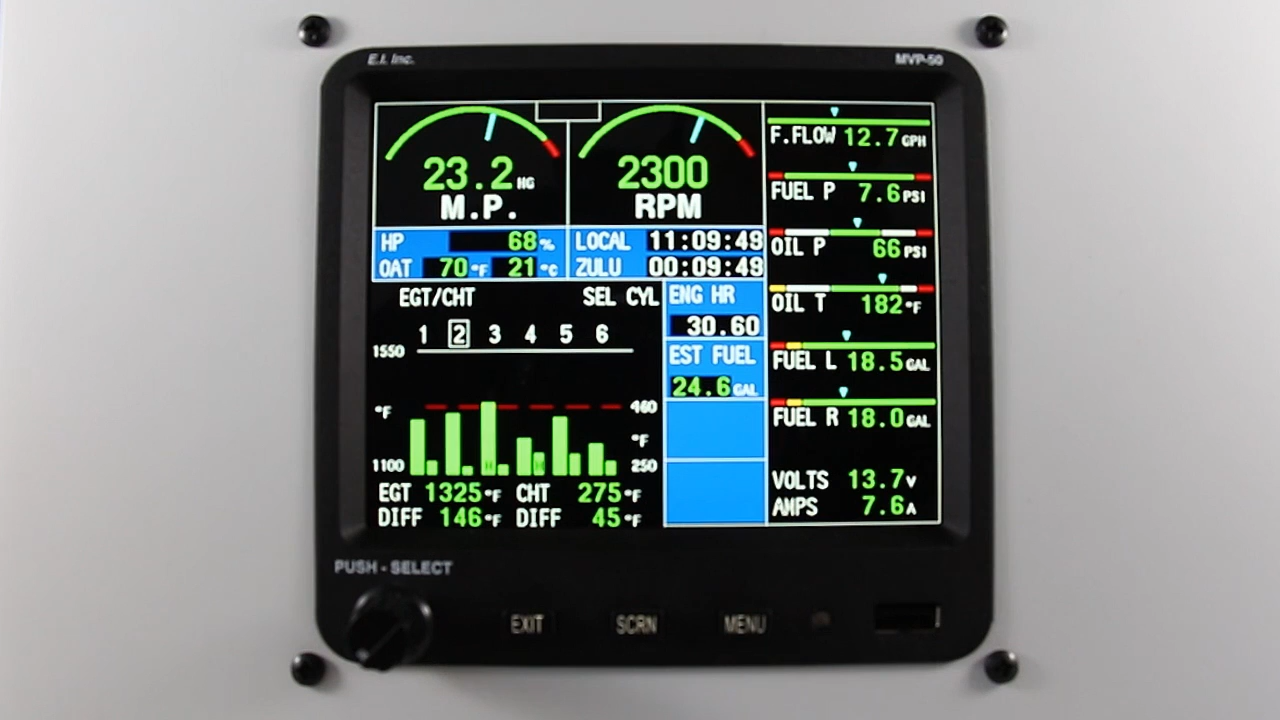 E.I. Inc.
MVP-50
23.2 HG
M.P.
2300
RPM
HP 68 %
OAT 70 °F 21 °C
LOCAL 11:09:49
ZULU 00:09:49
EGT/CHT SEL CYL
1 2 3 4 5 6
1550
°F
460
°F
1100
250
H H
EGT 1325 °F CHT 275 °F
DIFF 146 °F DIFF 45 °F
ENG HR
30.60
EST FUEL
24.6 GAL
F.FLOW 12.7 GPH
FUEL P 7.6 PSI
OIL P 66 PSI
OIL T 182 °F
FUEL L 18.5 GAL
FUEL R 18.0 GAL
VOLTS 13.7 V
AMPS 7.6 A
PUSH - SELECT
EXIT SCRN MENU